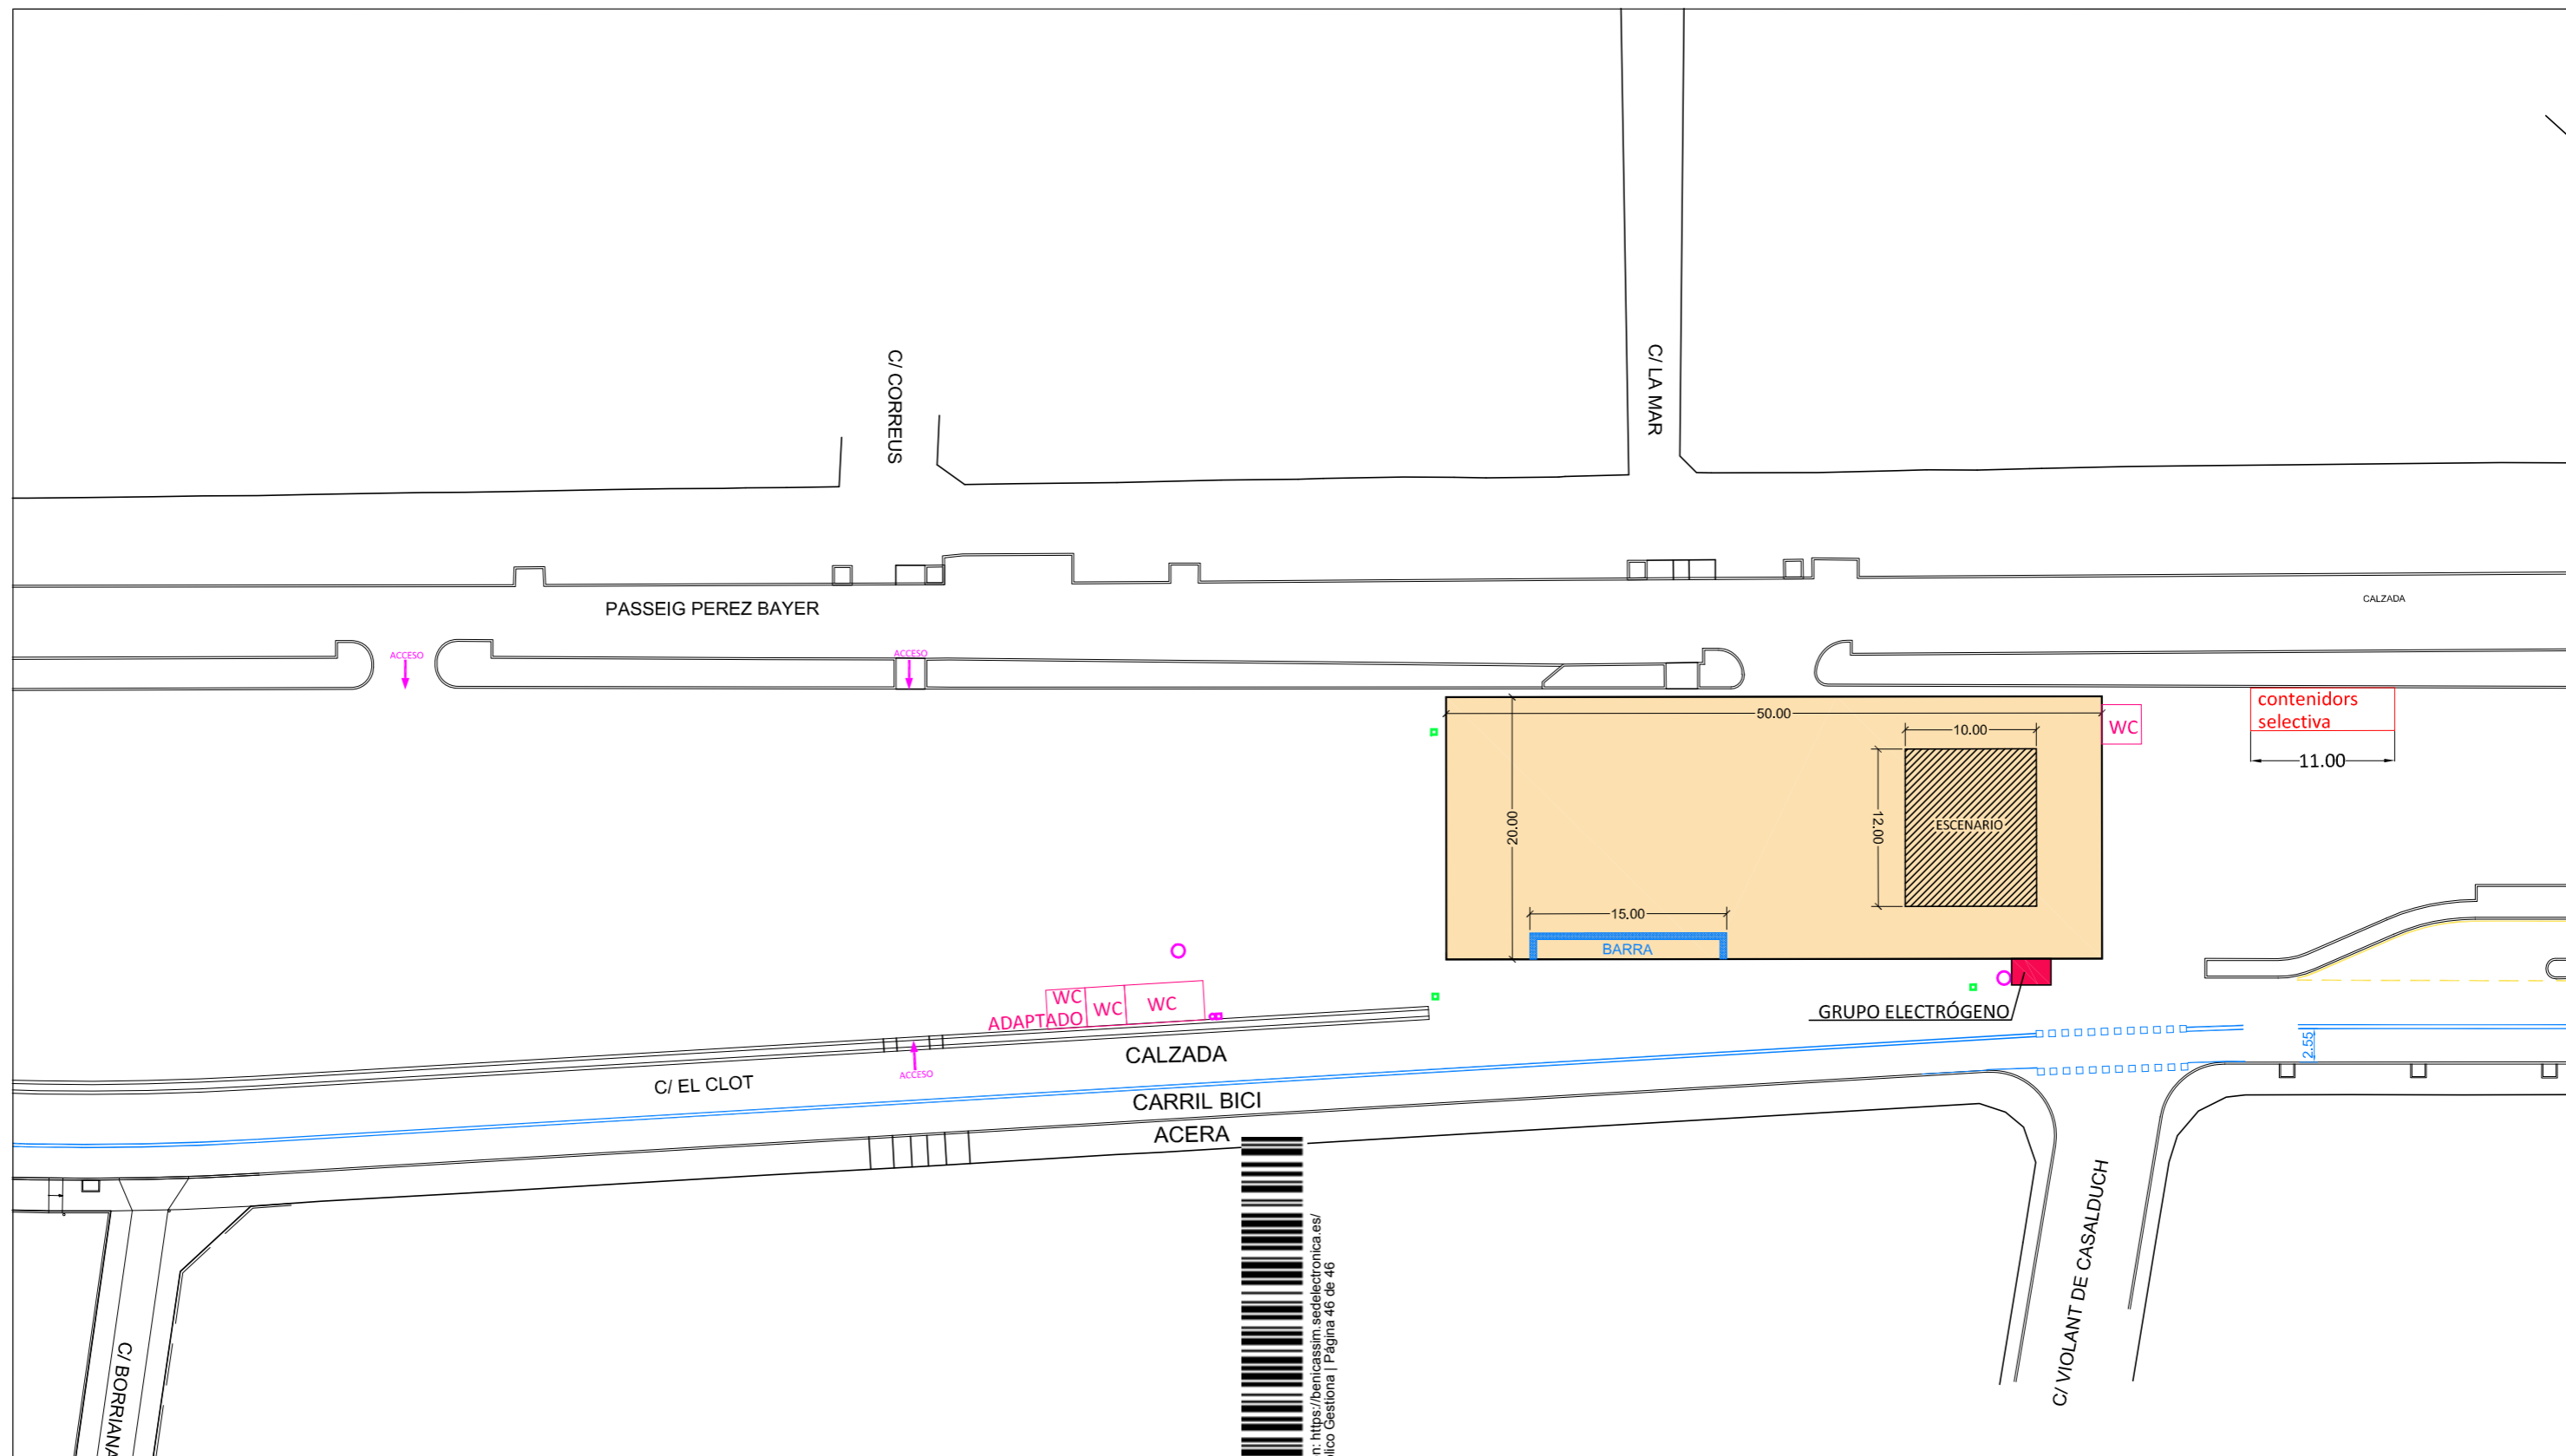 C/ CORREUS
C/ LA MAR
PASSEIG PEREZ BAYER
CALZADA
ACCESO
ACCESO
50.00
10.00
WC
contenidors
selectiva
11.00
20.00
12.00
ESCENARIO
15.00
BARRA
WC
ADAPTADO
WC
WC
GRUPO ELECTRÓGENO
CALZADA
2.55
C/ EL CLOT
ACCESO
CARRIL BICI
ACERA
C/ VIOLANT DE CASALDUCH
C/ BORRIANA
n: https://benicassim.sedelectronica.es/
lico Gestiona | Página 46 de 46